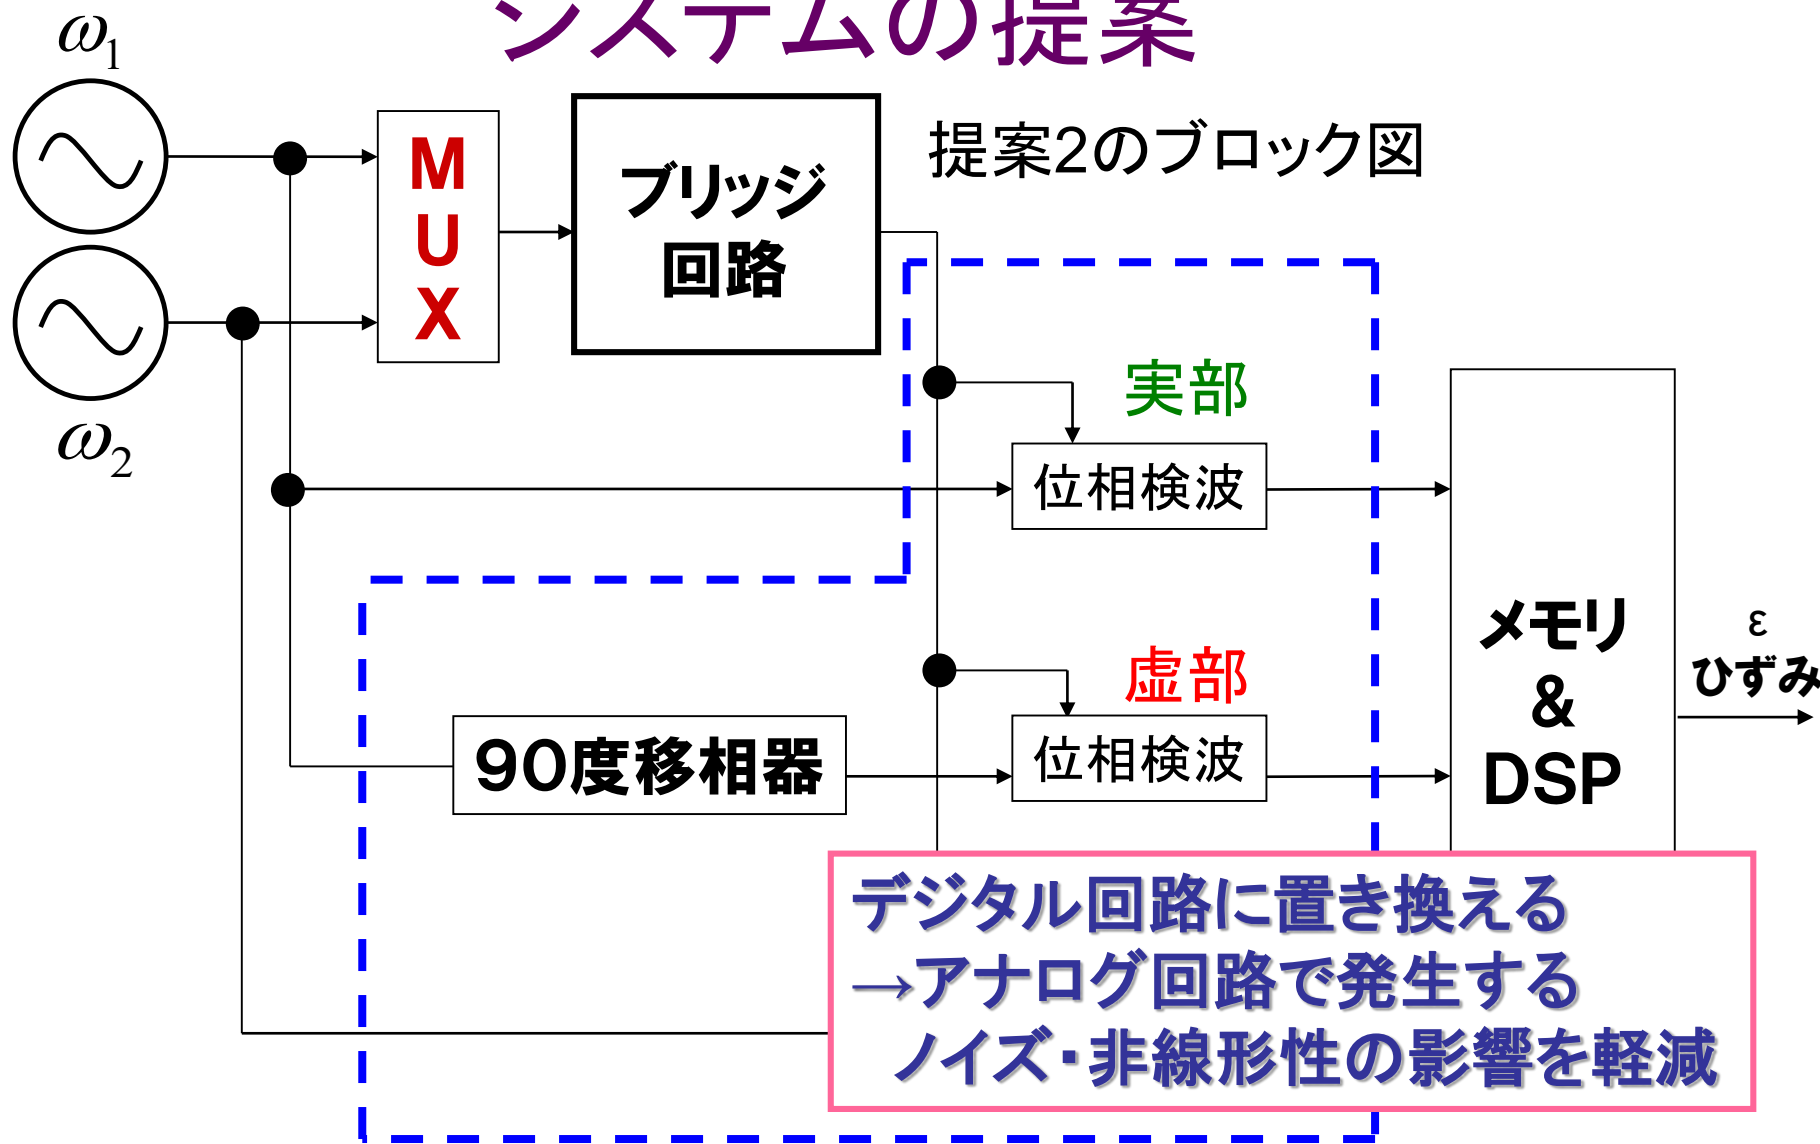 システムの提案
ω1
提案2のブロック図
M
U
X
ブリッジ
回路
ω2
実部
位相検波
メモリ
&
DSP
ε
ひずみ
虚部
位相検波
90度移相器
デジタル回路に置き換える
→アナログ回路で発生する
ノイズ・非線形性の影響を軽減